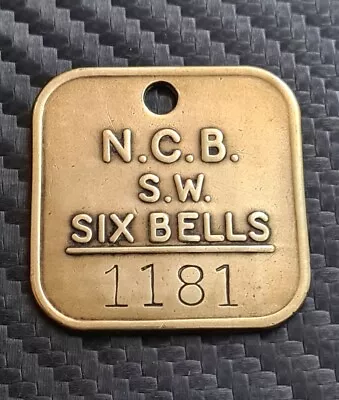 N.C.B.
S.W.
SIX BELLS
1181